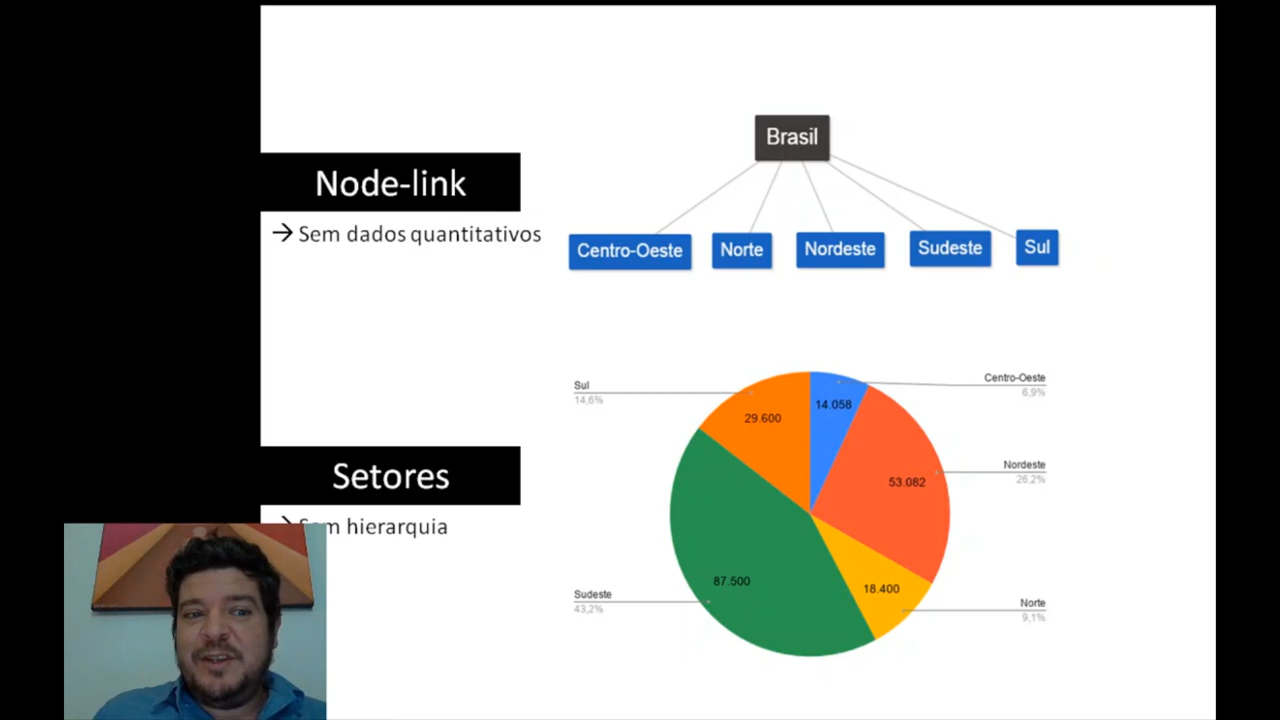 Brasil
Node-link
→ Sem dados quantitativos
Centro-Oeste
Norte
Nordeste
Sudeste
Sul
Sul
14,6%
Centro-Oeste
6,9%
14.058
29.600
Nordeste
26,2%
53.082
Setores
hierarquia
87.500
18.400
Sudeste
43,2%
Norte
9,1%